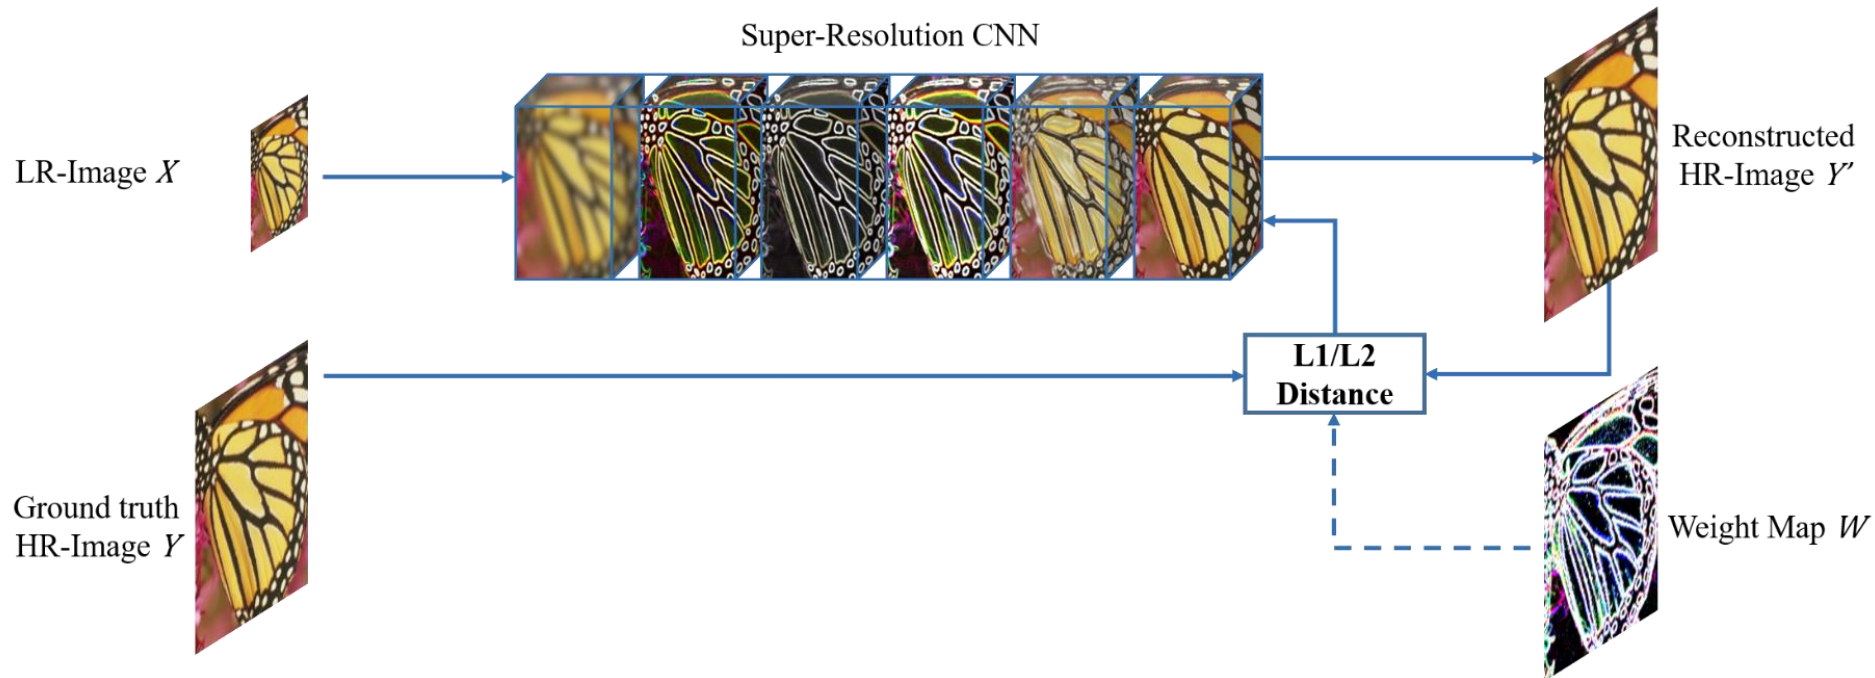 Super-Resolution CNN
LR-Image X
Reconstructed
HR-Image Y’
L1/L2
Distance
Ground truth
HR-Image Y
Weight Map W